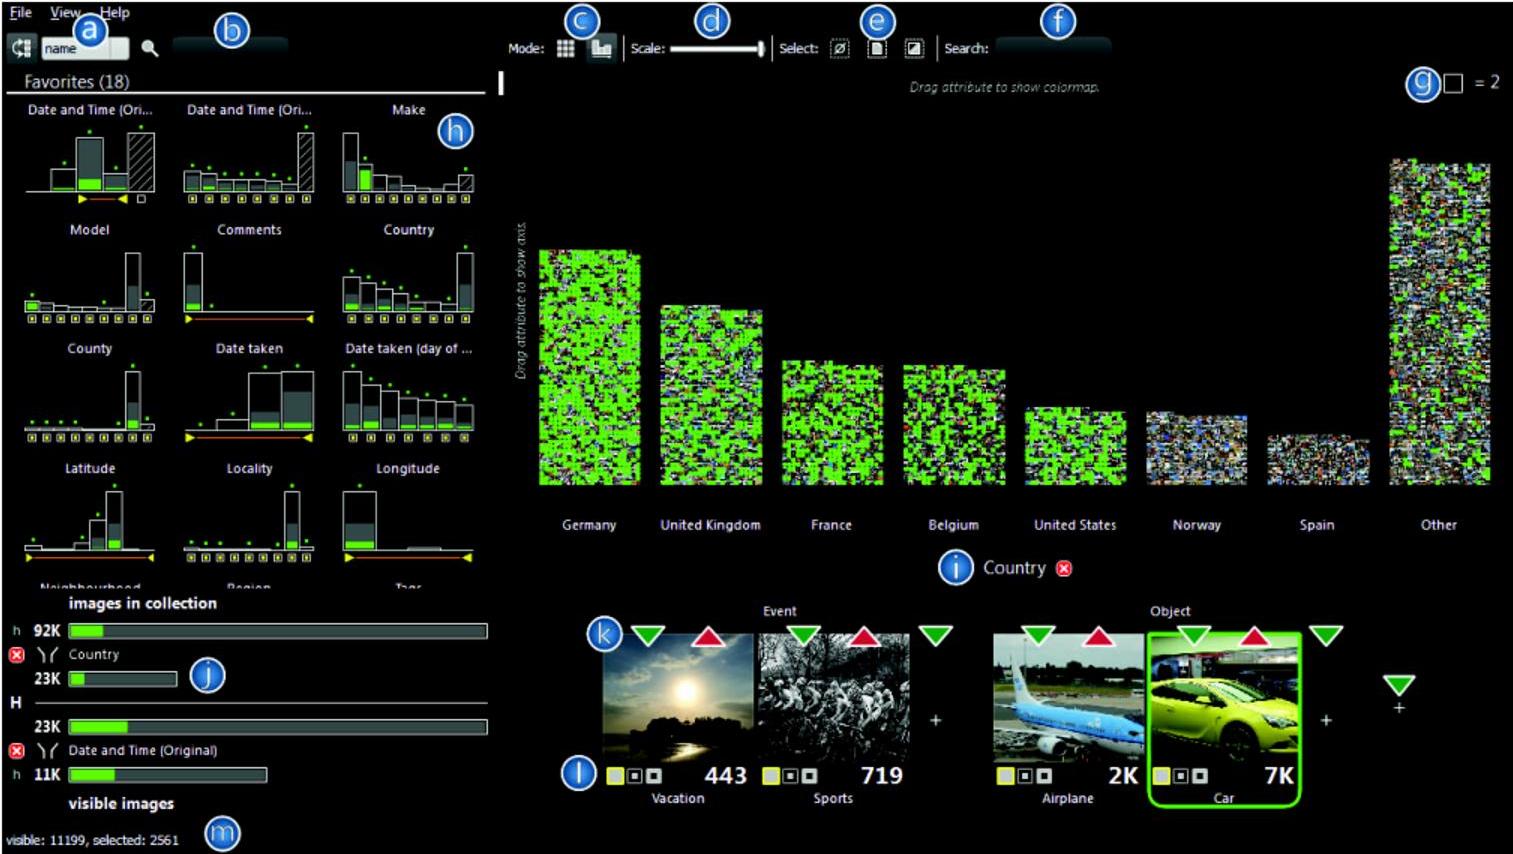 File View Help
a
b
c
d
e
f
name
Mode: Scale: Select: Search:
Favorites (18)
Drag attribute to show colormap.
g = 2
Date and Time (Ori... Date and Time (Ori... Make
h
Model Comments Country
County Date taken Date taken (day of ...
Latitude Locality Longitude
Neighbourhood Region Tags
Drag attribute to show axis.
Germany United Kingdom France Belgium United States Norway Spain Other
i Country
images in collection
h 92K
Country
23K
j
H
23K
Date and Time (Original)
h 11K
visible images
visible: 11199, selected: 2561
m
Event Object
k
+ + +
l
443 719 2K 7K
Vacation Sports Airplane Car